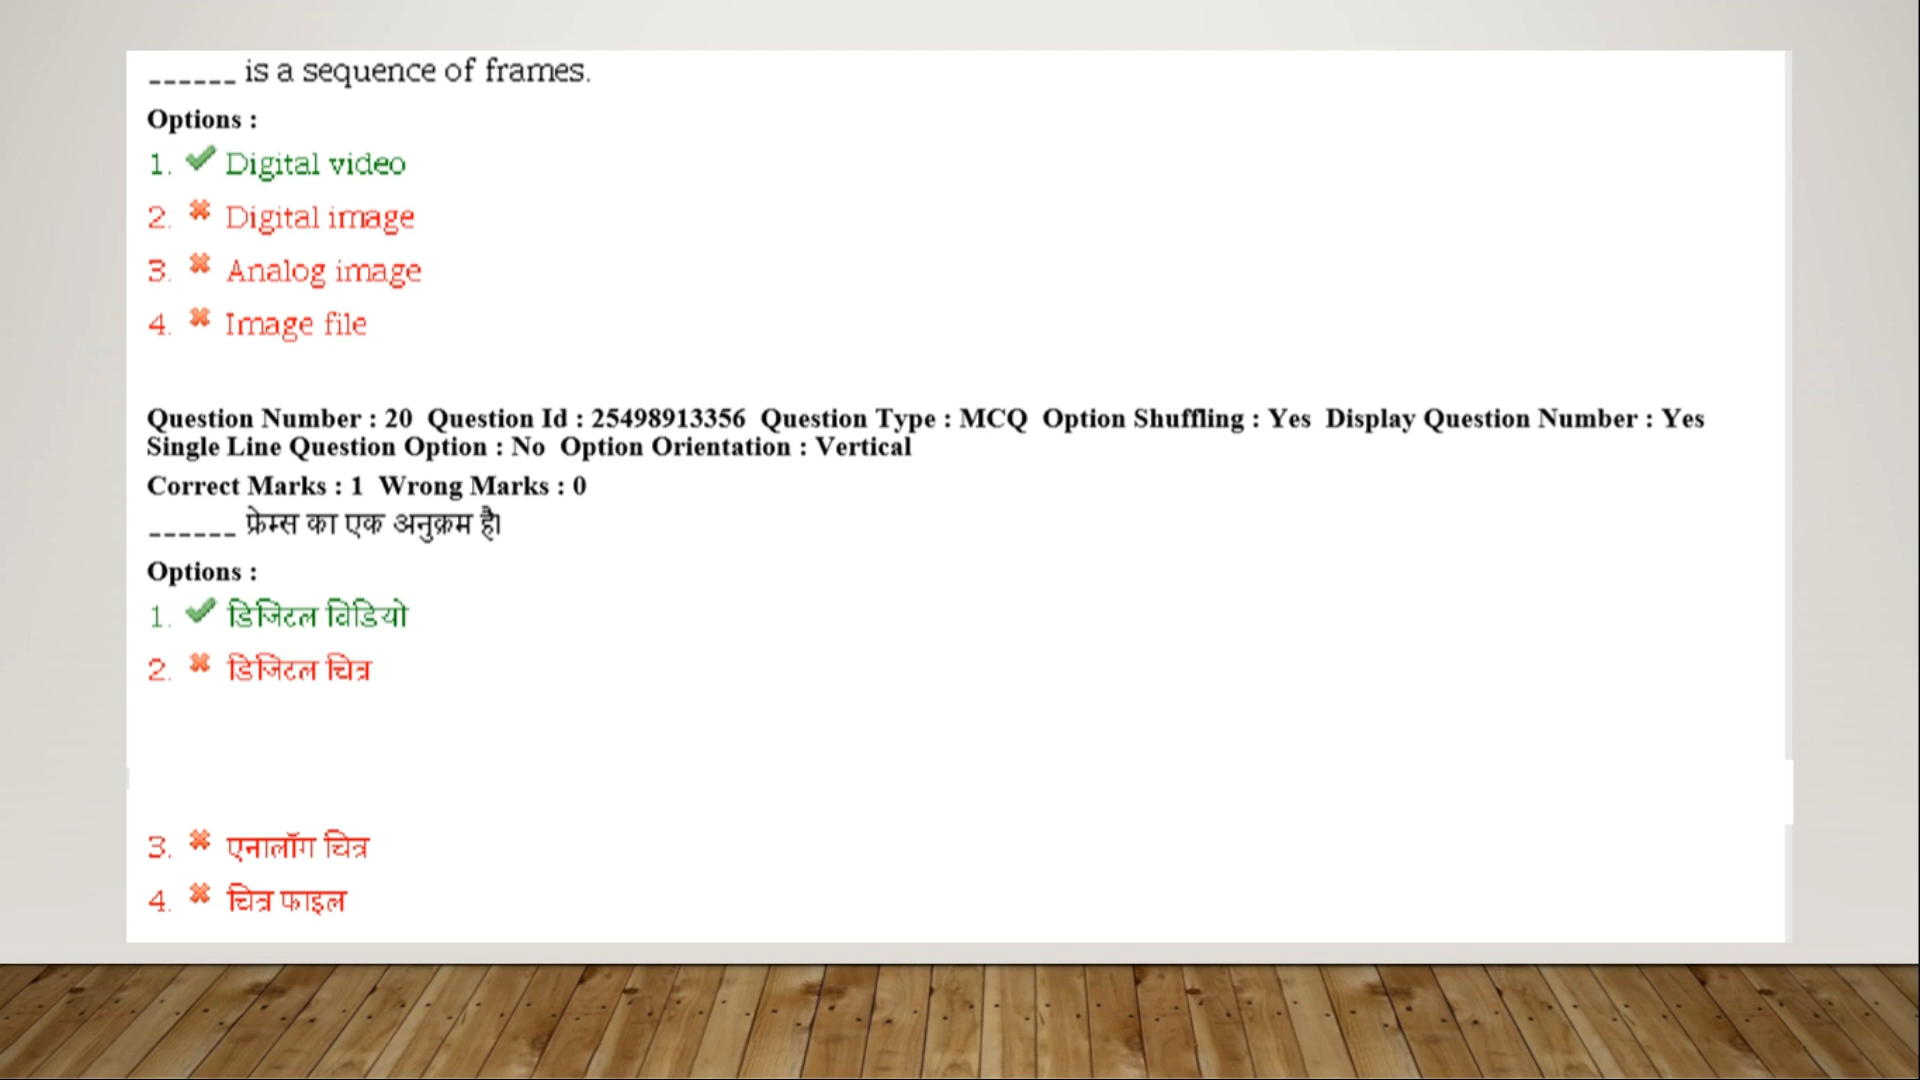 ______ is a sequence of frames.
Options :
1. ✔ Digital video
2. ✖ Digital image
3. ✖ Analog image
4. ✖ Image file
Question Number : 20 Question Id : 25498913356 Question Type : MCQ Option Shuffling : Yes Display Question Number : Yes
Single Line Question Option : No Option Orientation : Vertical
Correct Marks : 1 Wrong Marks : 0
______ फ्रेम्स का एक अनुक्रम है।
Options :
1. ✔ डिजिटल विडियो
2. ✖ डिजिटल चित्र
3. ✖ एनालॉग चित्र
4. ✖ चित्र फाइल